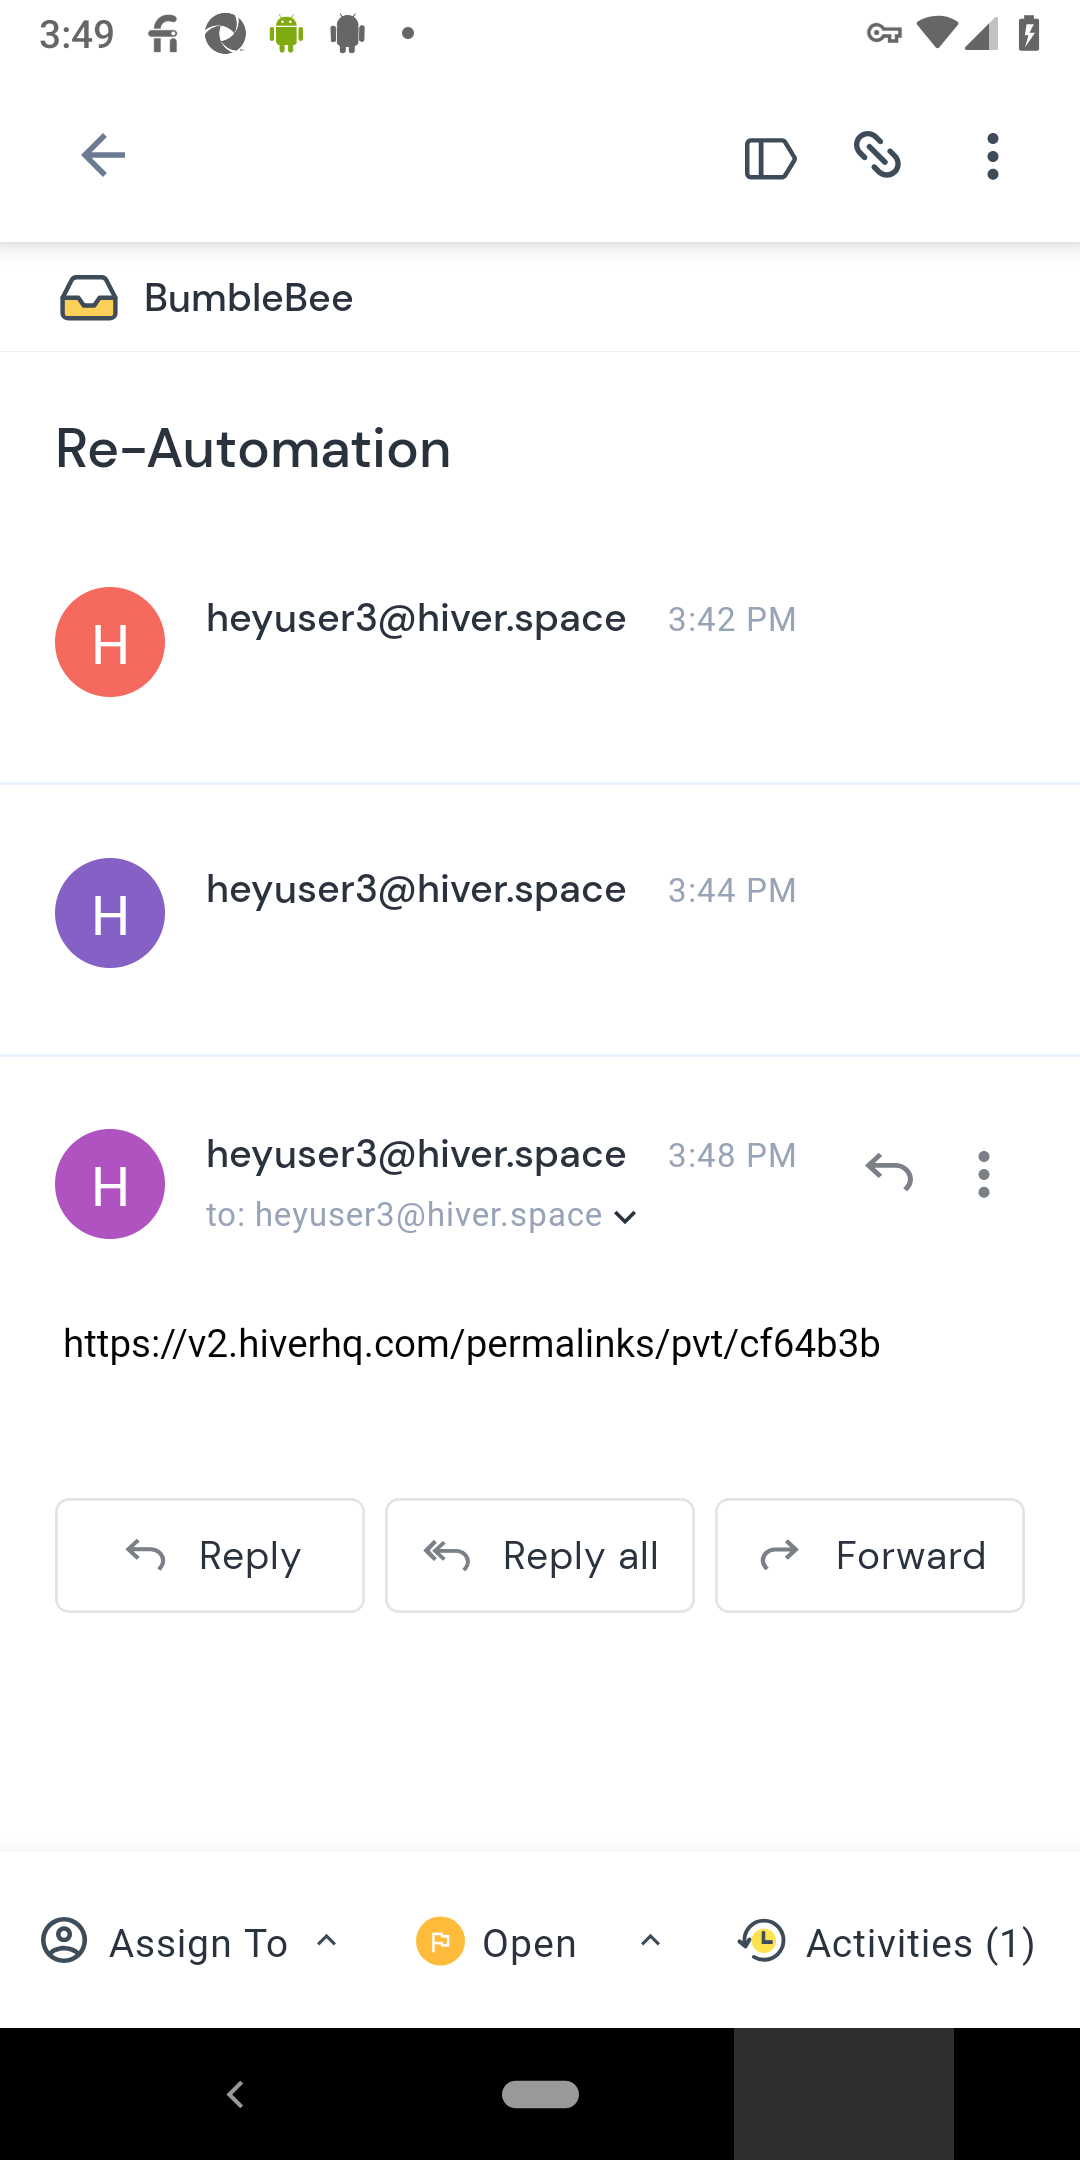 3:49
BumbleBee
Re-Automation
H
heyuser3@hiver.space 3:42 PM
H
heyuser3@hiver.space 3:44 PM
H
heyuser3@hiver.space 3:48 PM
to: heyuser3@hiver.space
https://v2.hiverhq.com/permalinks/pvt/cf64b3b
Reply Reply all Forward
Assign To Open Activities (1)